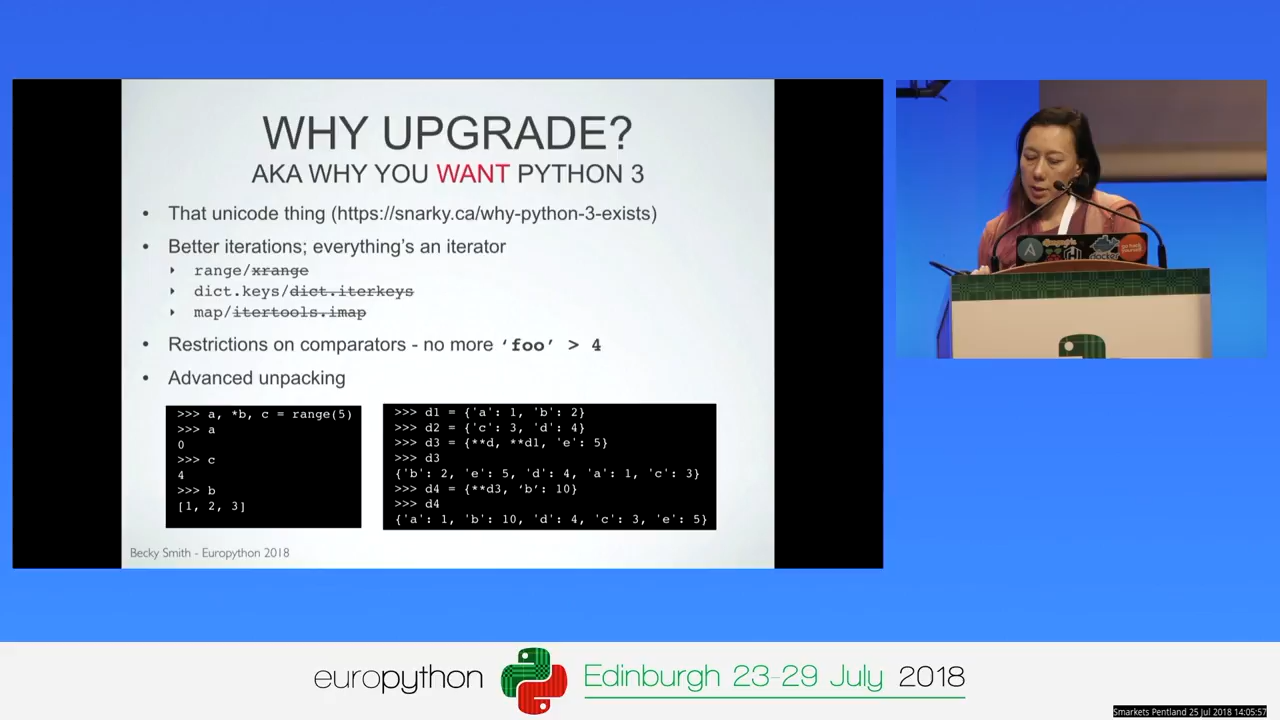 WHY UPGRADE?
AKA WHY YOU WANT PYTHON 3
• That unicode thing (https://snarky.ca/why-python-3-exists)
• Better iterations; everything's an iterator
‣ range/xrange
‣ dict.keys/dict.iterkeys
‣ map/itertools.imap
• Restrictions on comparators - no more ‘foo’ > 4
• Advanced unpacking
>>> a, *b, c = range(5)
>>> a
0
>>> c
4
>>> b
[1, 2, 3]
>>> d1 = {'a': 1, 'b': 2}
>>> d2 = {'c': 3, 'd': 4}
>>> d3 = {**d, **d1, 'e': 5}
>>> d3
{'b': 2, 'e': 5, 'd': 4, 'a': 1, 'c': 3}
>>> d4 = {**d3, ‘b’: 10}
>>> d4
{'a': 1, 'b': 10, 'd': 4, 'c': 3, 'e': 5}
Becky Smith - Europython 2018
europython Edinburgh 23-29 July 2018
Smarkets Pentland 25 Jul 2018 14:05:57